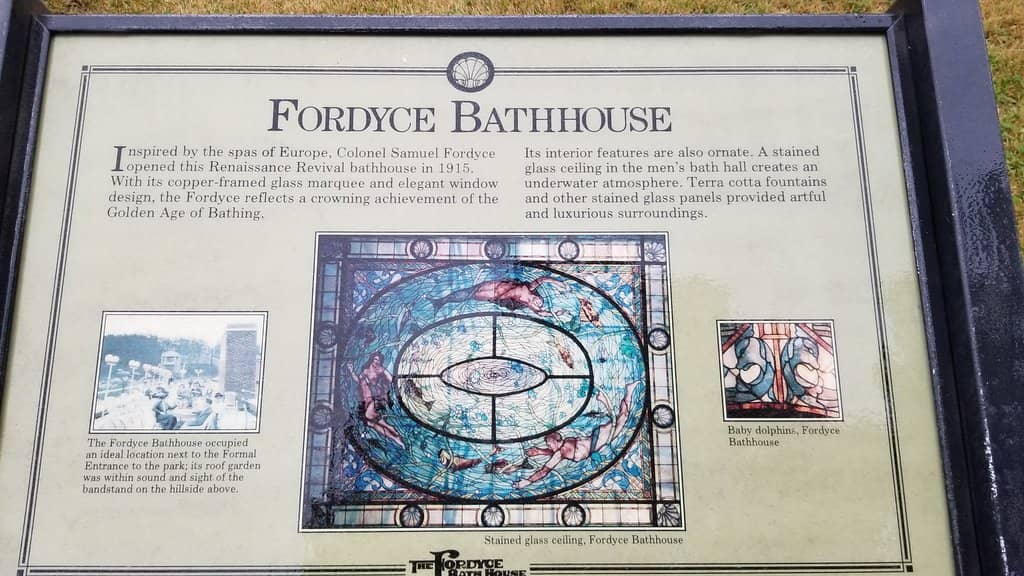 FORDYCE BATHHOUSE
Inspired by the spas of Europe, Colonel Samuel Fordyce
opened this Renaissance Revival bathhouse in 1915.
With its copper-framed glass marquee and elegant window
design, the Fordyce reflects a crowning achievement of the
Golden Age of Bathing.
Its interior features are also ornate. A stained
glass ceiling in the men's bath hall creates an
underwater atmosphere. Terra cotta fountains
and other stained glass panels provided artful
and luxurious surroundings.
The Fordyce Bathhouse occupied
an ideal location next to the Formal
Entrance to the park; its roof garden
was within sound and sight of the
bandstand on the hillside above.
Baby dolphins, Fordyce
Bathhouse
Stained glass ceiling, Fordyce Bathhouse
THE FORDYCE
BATH HOUSE